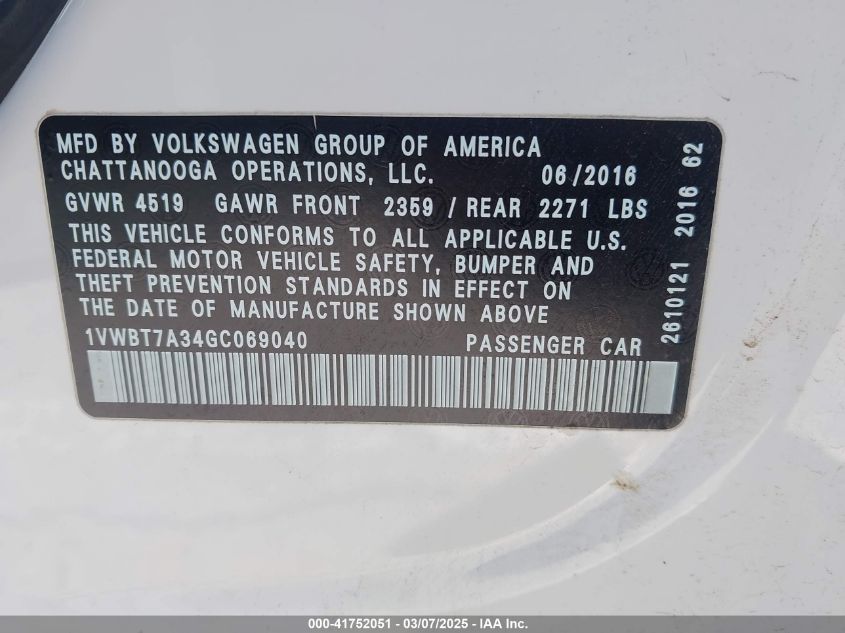 MFD BY VOLKSWAGEN GROUP OF AMERICA
CHATTANOOGA OPERATIONS, LLC. 06/2016
GVWR 4519 GAWR FRONT 2359 / REAR 2271 LBS
THIS VEHICLE CONFORMS TO ALL APPLICABLE U.S.
FEDERAL MOTOR VEHICLE SAFETY, BUMPER AND
THEFT PREVENTION STANDARDS IN EFFECT ON
THE DATE OF MANUFACTURE SHOWN ABOVE
1VWBT7A34GC069040 PASSENGER CAR
2610121 2016 62
000-41752051 - 03/07/2025 - IAAI Inc.